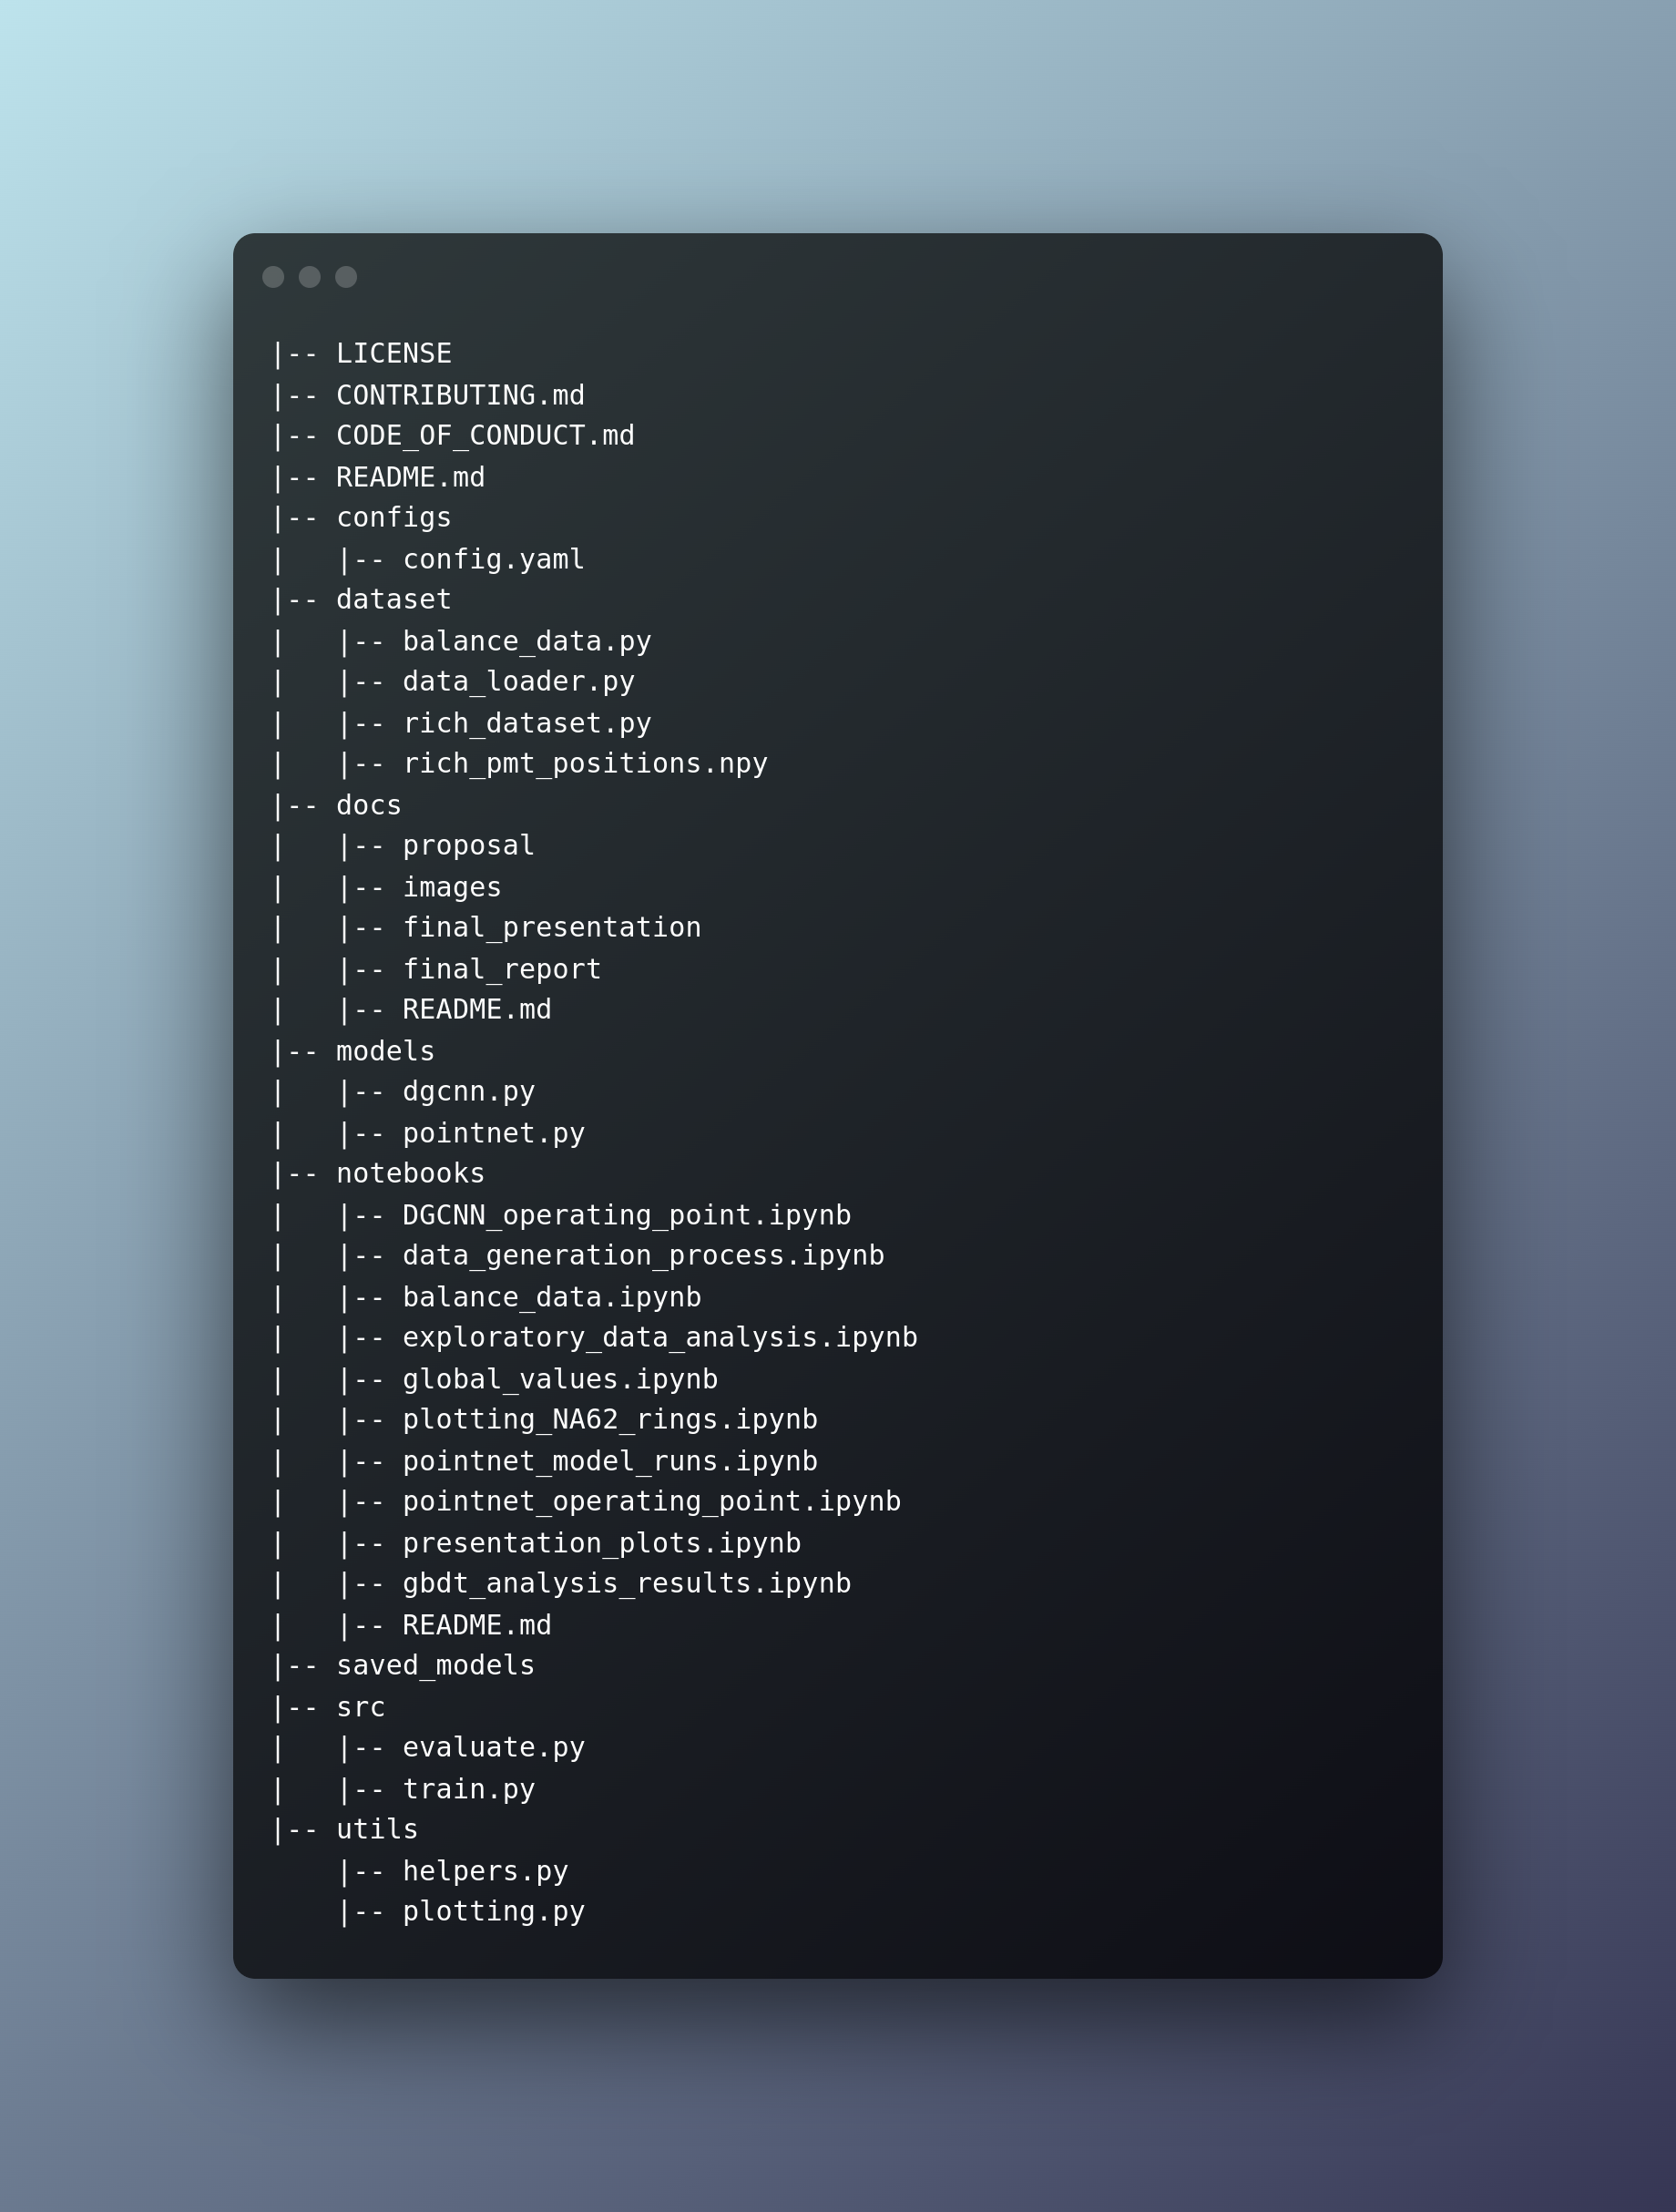 |-- LICENSE
|-- CONTRIBUTING.md
|-- CODE_OF_CONDUCT.md
|-- README.md
|-- configs
|   |-- config.yaml
|-- dataset
|   |-- balance_data.py
|   |-- data_loader.py
|   |-- rich_dataset.py
|   |-- rich_pmt_positions.npy
|-- docs
|   |-- proposal
|   |-- images
|   |-- final_presentation
|   |-- final_report
|   |-- README.md
|-- models
|   |-- dgcnn.py
|   |-- pointnet.py
|-- notebooks
|   |-- DGCNN_operating_point.ipynb
|   |-- data_generation_process.ipynb
|   |-- balance_data.ipynb
|   |-- exploratory_data_analysis.ipynb
|   |-- global_values.ipynb
|   |-- plotting_NA62_rings.ipynb
|   |-- pointnet_model_runs.ipynb
|   |-- pointnet_operating_point.ipynb
|   |-- presentation_plots.ipynb
|   |-- gbdt_analysis_results.ipynb
|   |-- README.md
|-- saved_models
|-- src
|   |-- evaluate.py
|   |-- train.py
|-- utils
    |-- helpers.py
    |-- plotting.py